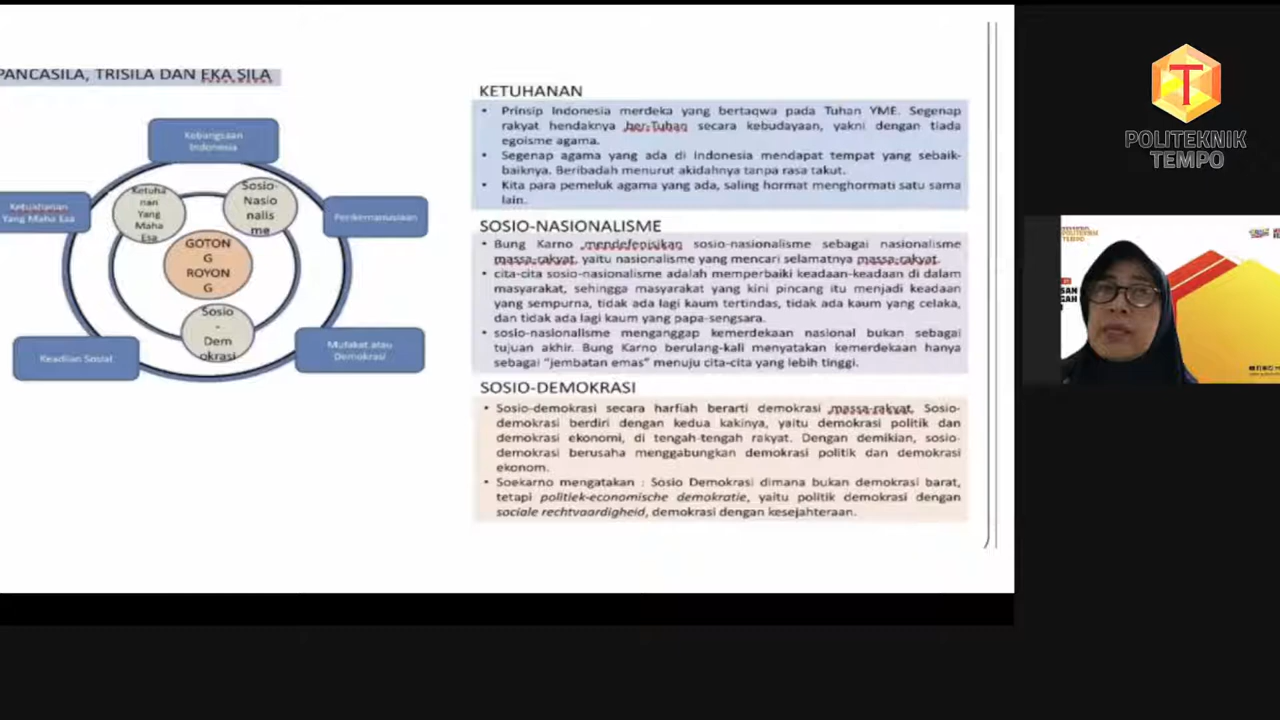 PANCASILA, TRISILA DAN EKA SILA
Kebangsaan
Indonesia
Ketuhanan
Yang Maha Esa
Perikemanusiaan
Keadilan Sosial
Mufakat atau
Demokrasi
Ketuha
nan
Yang
Maha
Esa
Sosio-
Nasio
nalis
me
GOTON
G
ROYON
G
Sosio
-
Dem
okrasi
KETUHANAN
• Prinsip Indonesia merdeka yang bertaqwa pada Tuhan YME. Segenap
rakyat hendaknya ber-Tuhan secara kebudayaan, yakni dengan tiada
egoisme agama.
• Segenap agama yang ada di Indonesia mendapat tempat yang sebaik-
baiknya. Beribadah menurut akidahnya tanpa rasa takut.
• Kita para pemeluk agama yang ada, saling hormat menghormati satu sama
lain.
SOSIO-NASIONALISME
• Bung Karno mendefenisikan sosio-nasionalisme sebagai nasionalisme
massa-rakyat, yaitu nasionalisme yang mencari selamatnya massa-rakyat.
• cita-cita sosio-nasionalisme adalah memperbaiki keadaan-keadaan di dalam
masyarakat, sehingga masyarakat yang kini pincang itu menjadi keadaan
yang sempurna, tidak ada lagi kaum tertindas, tidak ada kaum yang celaka,
dan tidak ada lagi kaum yang papa-sengsara.
• sosio-nasionalisme menganggap kemerdekaan nasional bukan sebagai
tujuan akhir. Bung Karno berulang-kali menyatakan kemerdekaan hanya
sebagai "jembatan emas" menuju cita-cita yang lebih tinggi.
SOSIO-DEMOKRASI
• Sosio-demokrasi secara harfiah berarti demokrasi massa-rakyat. Sosio-
demokrasi berdiri dengan kedua kakinya, yaitu demokrasi politik dan
demokrasi ekonomi, di tengah-tengah rakyat. Dengan demikian, sosio-
demokrasi berusaha menggabungkan demokrasi politik dan demokrasi
ekonom.
• Soekarno mengatakan : Sosio Demokrasi dimana bukan demokrasi barat,
tetapi politiek-economische demokratie, yaitu politik demokrasi dengan
sociale rechtvaardigheid, demokrasi dengan kesejahteraan.
T
POLITEKNIK
TEMPO
POLITEKNIK
TEMPO